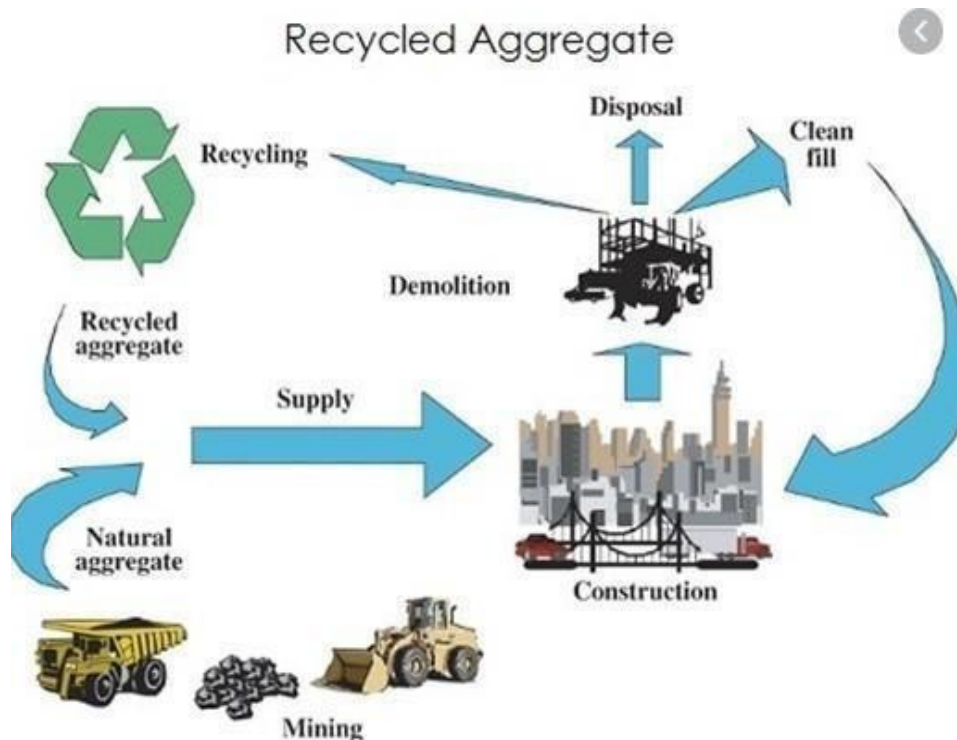 Recycled Aggregate
Disposal
Clean
fill
Recycling
Demolition
Recycled
aggregate
Supply
Natural
aggregate
Construction
Mining